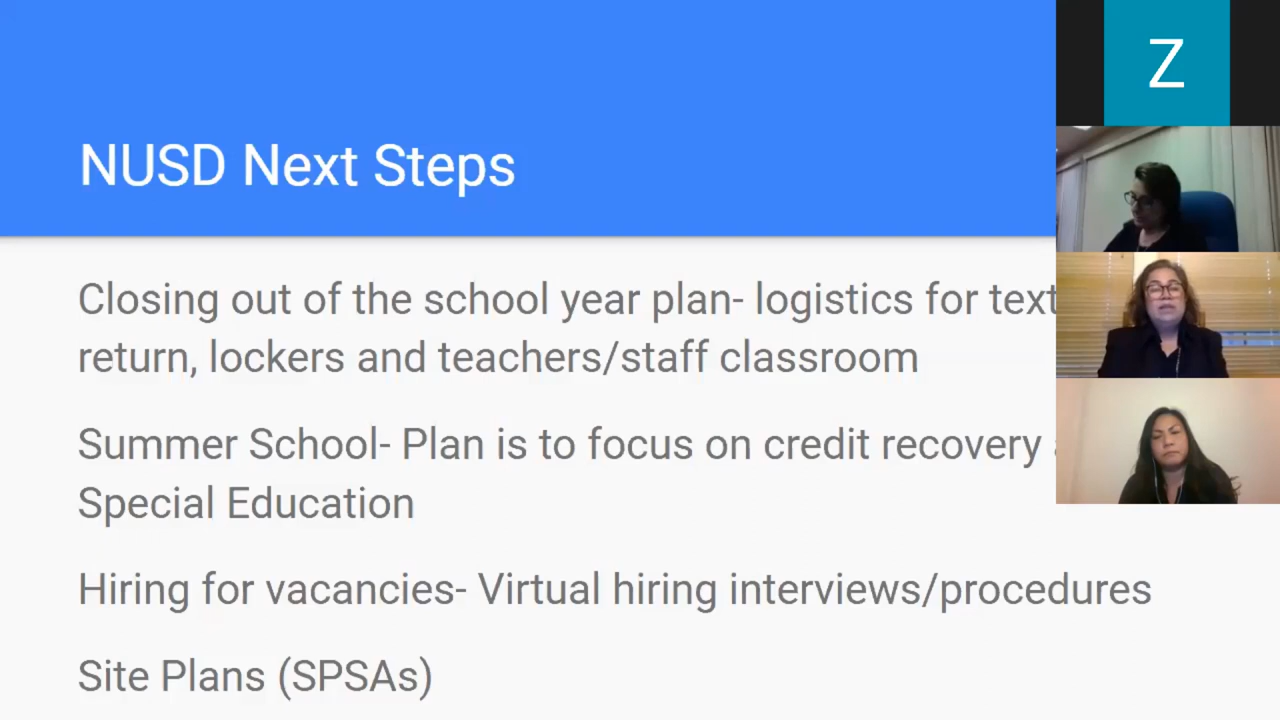 Z
NUSD Next Steps
Closing out of the school year plan- logistics for text
return, lockers and teachers/staff classroom
Summer School- Plan is to focus on credit recovery
Special Education
Hiring for vacancies- Virtual hiring interviews/procedures
Site Plans (SPSAs)